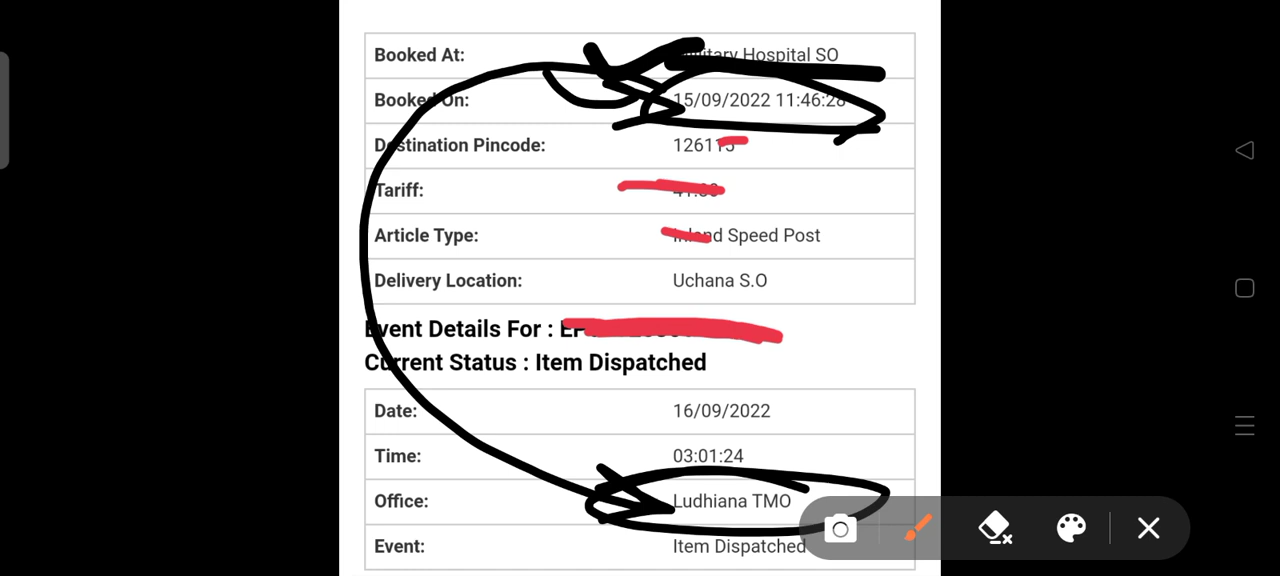 Booked At: Hospital SO
Booked On: 15/09/2022 11:46:28
Destination Pincode:
Tariff:
Article Type: Speed Post
Delivery Location: Uchana S.O
Event Details For :
Current Status : Item Dispatched
Date: 16/09/2022
Time: 03:01:24
Office: Ludhiana TMO
Event: Item Dispatched